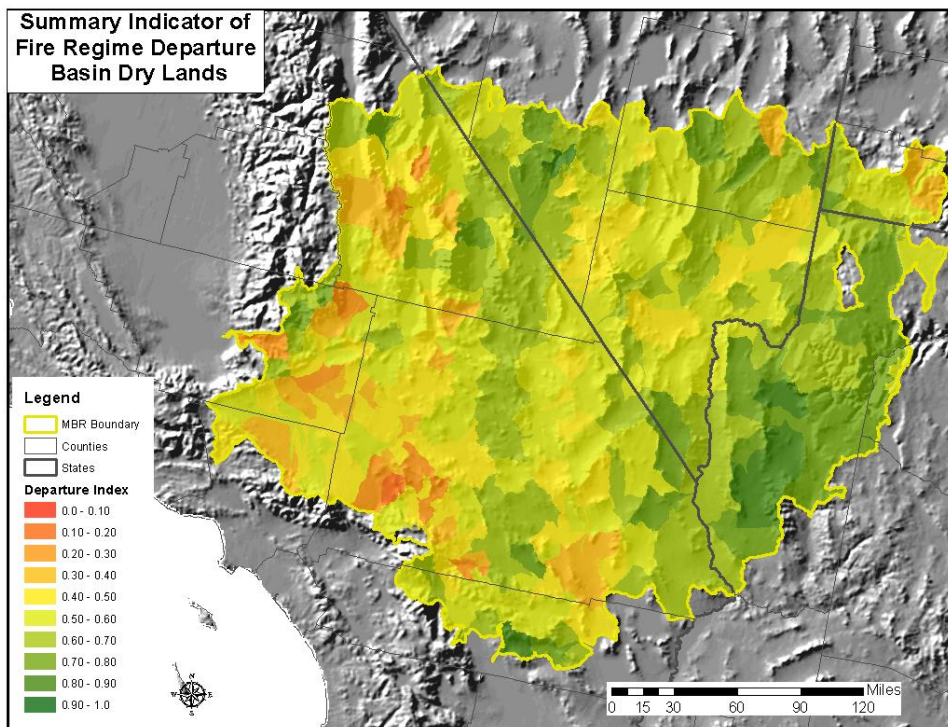 Summary Indicator of
Fire Regime Departure
Basin Dry Lands
Legend
MBR Boundary
Counties
States
Departure Index
0.0 - 0.10
0.10 - 0.20
0.20 - 0.30
0.30 - 0.40
0.40 - 0.50
0.50 - 0.60
0.60 - 0.70
0.70 - 0.80
0.80 - 0.90
0.90 - 1.0
N
W E
S
Miles
0 15 30 60 90 120